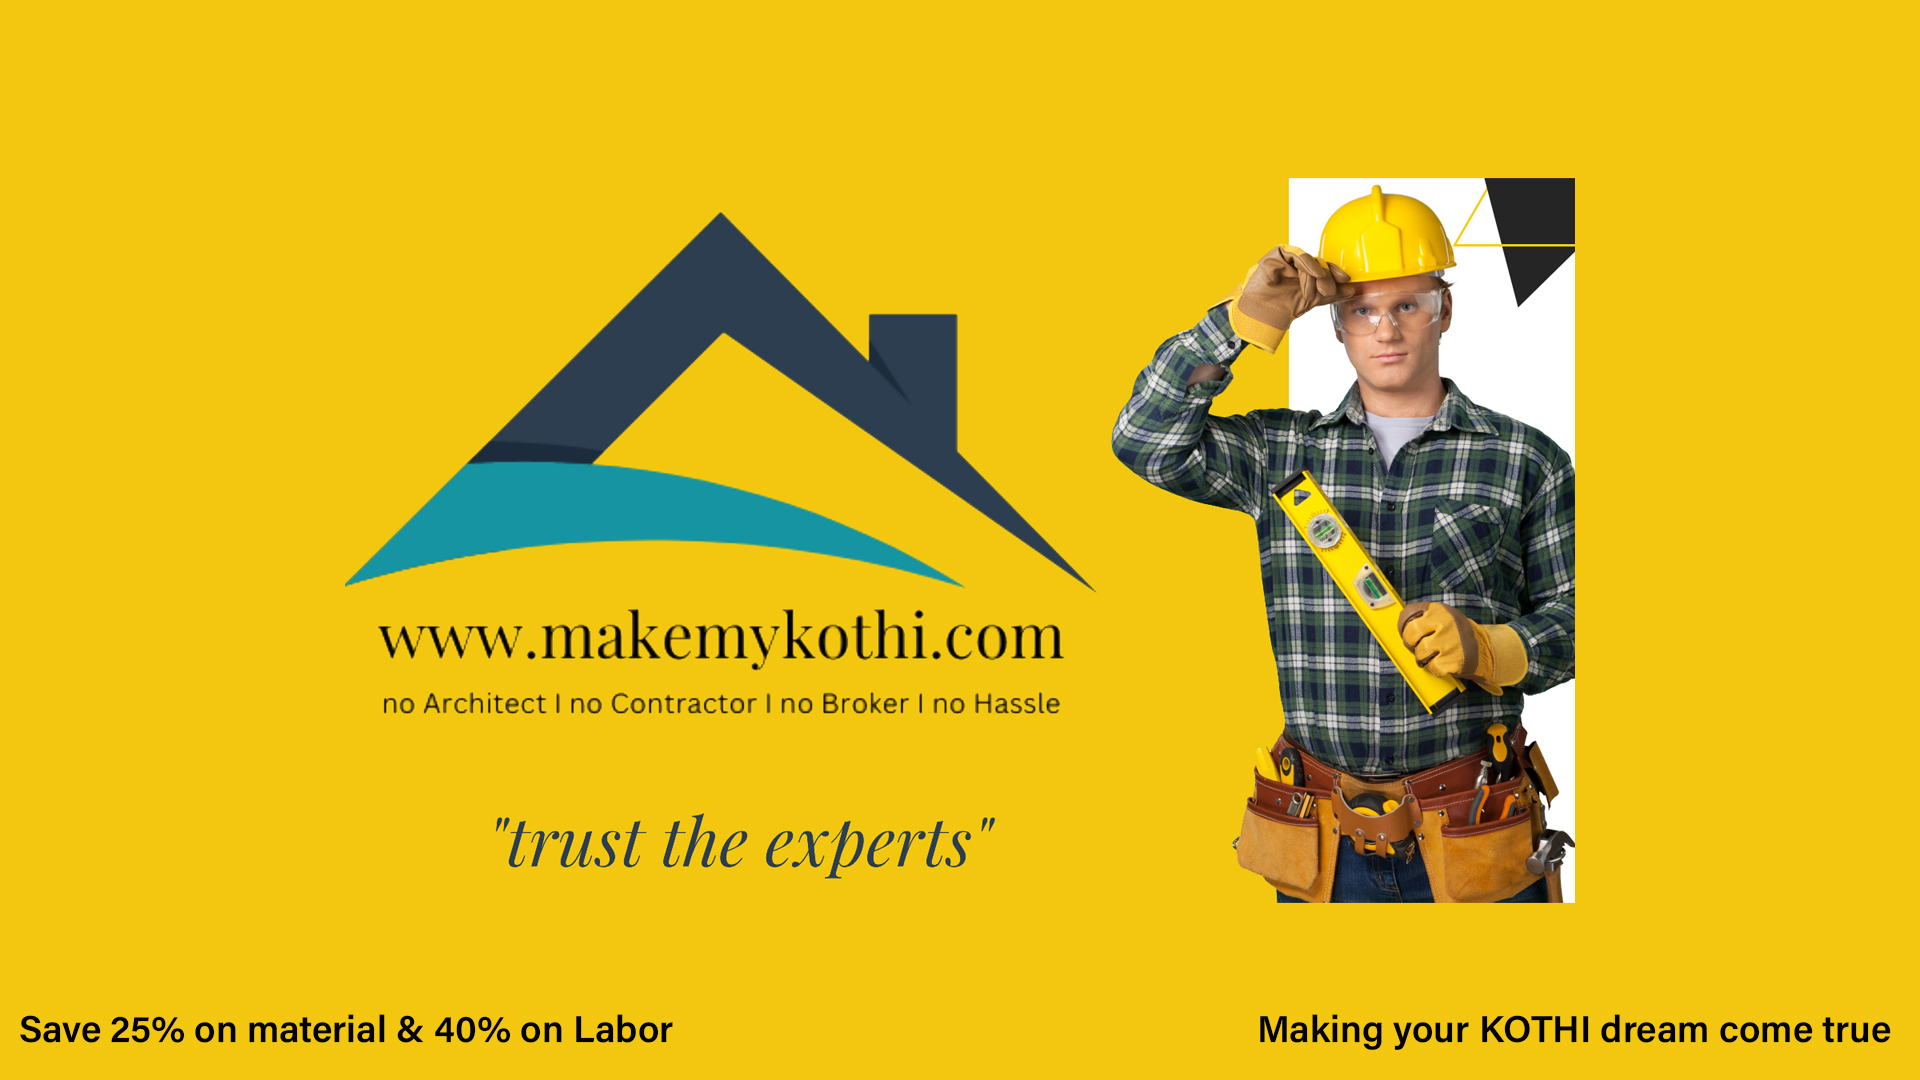 www.makemykothi.com
no Architect I no Contractor I no Broker I no Hassle
"trust the experts"
Save 25% on material & 40% on Labor
Making your KOTHI dream come true